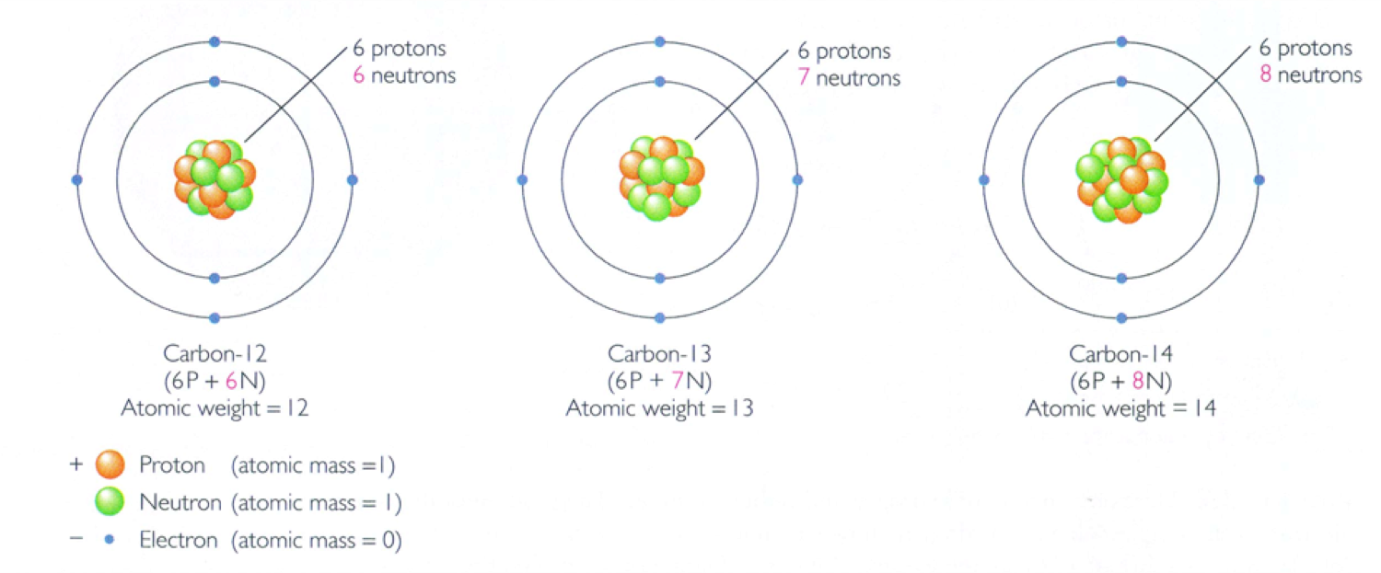 6 protons
6 neutrons
6 protons
7 neutrons
6 protons
8 neutrons
Carbon-12
(6P + 6N)
Atomic weight = 12
Carbon-13
(6P + 7N)
Atomic weight = 13
Carbon-14
(6P + 8N)
Atomic weight = 14
+ Proton (atomic mass =1)
Neutron (atomic mass = 1)
− Electron (atomic mass = 0)